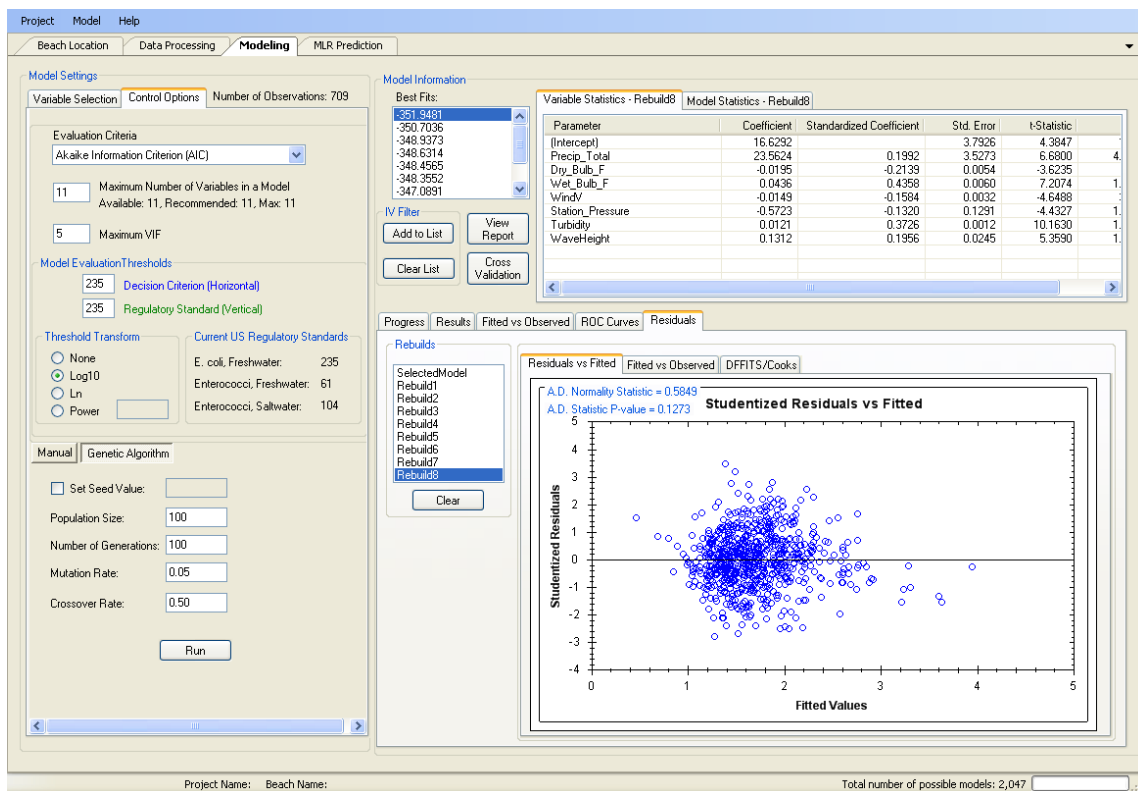 Project Model Help
Beach Location Data Processing Modeling MLR Prediction
Model Settings
Variable Selection Control Options Number of Observations: 709
Evaluation Criteria
Akaike Information Criterion (AIC)
11 Maximum Number of Variables in a Model
Available: 11, Recommended: 11, Max: 11
5 Maximum VIF
Model EvaluationThresholds
235 Decision Criterion (Horizontal)
235 Regulatory Standard (Vertical)
Threshold Transform
None
Log10
Ln
Power
Current US Regulatory Standards
E. coli, Freshwater: 235
Enterococci, Freshwater: 61
Enterococci, Saltwater: 104
Manual Genetic Algorithm
Set Seed Value:
Population Size: 100
Number of Generations: 100
Mutation Rate: 0.05
Crossover Rate: 0.50
Run
Model Information
Best Fits:
-351.9481
-350.7036
-348.9373
-348.6314
-348.4565
-348.3552
-347.0891
IV Filter
Add to List
View Report
Clear List
Cross Validation
Variable Statistics - Rebuild8 Model Statistics - Rebuild8
Parameter Coefficient Standardized Coefficient Std. Error t-Statistic
(Intercept) 16.6292 3.7926 4.3847
Precip_Total 23.5624 0.1992 3.5273 6.6800 4.
Dry_Bulb_F -0.0195 -0.2139 0.0054 -3.6235
Wet_Bulb_F 0.0436 0.4358 0.0060 7.2074 1.
WindV -0.0149 -0.1584 0.0032 -4.6488
Station_Pressure -0.5723 -0.1320 0.1291 -4.4327 1.
Turbidity 0.0121 0.3726 0.0012 10.1630 1.
WaveHeight 0.1312 0.1956 0.0245 5.3590 1.
Progress Results Fitted vs Observed ROC Curves Residuals
Rebuilds
SelectedModel
Rebuild1
Rebuild2
Rebuild3
Rebuild4
Rebuild5
Rebuild6
Rebuild7
Rebuild8
Clear
Residuals vs Fitted Fitted vs Observed DFFITS/Cooks
A.D. Normality Statistic = 0.5849
A.D. Statistic P-value = 0.1273
Studentized Residuals vs Fitted
5
4
3
2
1
0
-1
-2
-3
-4
Studentized Residuals
0 1 2 3 4 5
Fitted Values
Project Name: Beach Name: Total number of possible models: 2,047